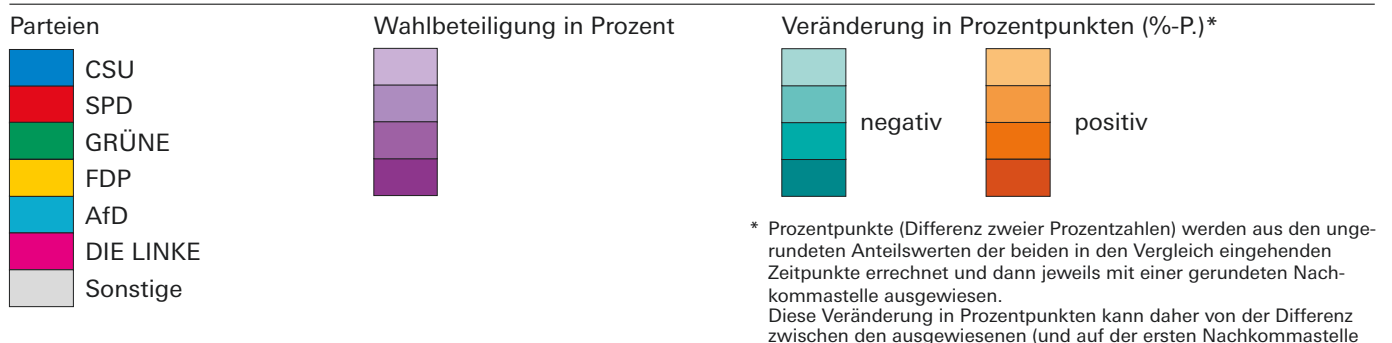 Parteien
CSU
SPD
GRÜNE
FDP
AfD
DIE LINKE
Sonstige
Wahlbeteiligung in Prozent
Veränderung in Prozentpunkten (%-P.)*
negativ
positiv
* Prozentpunkte (Differenz zweier Prozentzahlen) werden aus den unge-
rundeten Anteilswerten der beiden in den Vergleich eingehenden
Zeitpunkte errechnet und dann jeweils mit einer gerundeten Nach-
kommastelle ausgewiesen.
Diese Veränderung in Prozentpunkten kann daher von der Differenz
zwischen den ausgewiesenen (und auf der ersten Nachkommastelle